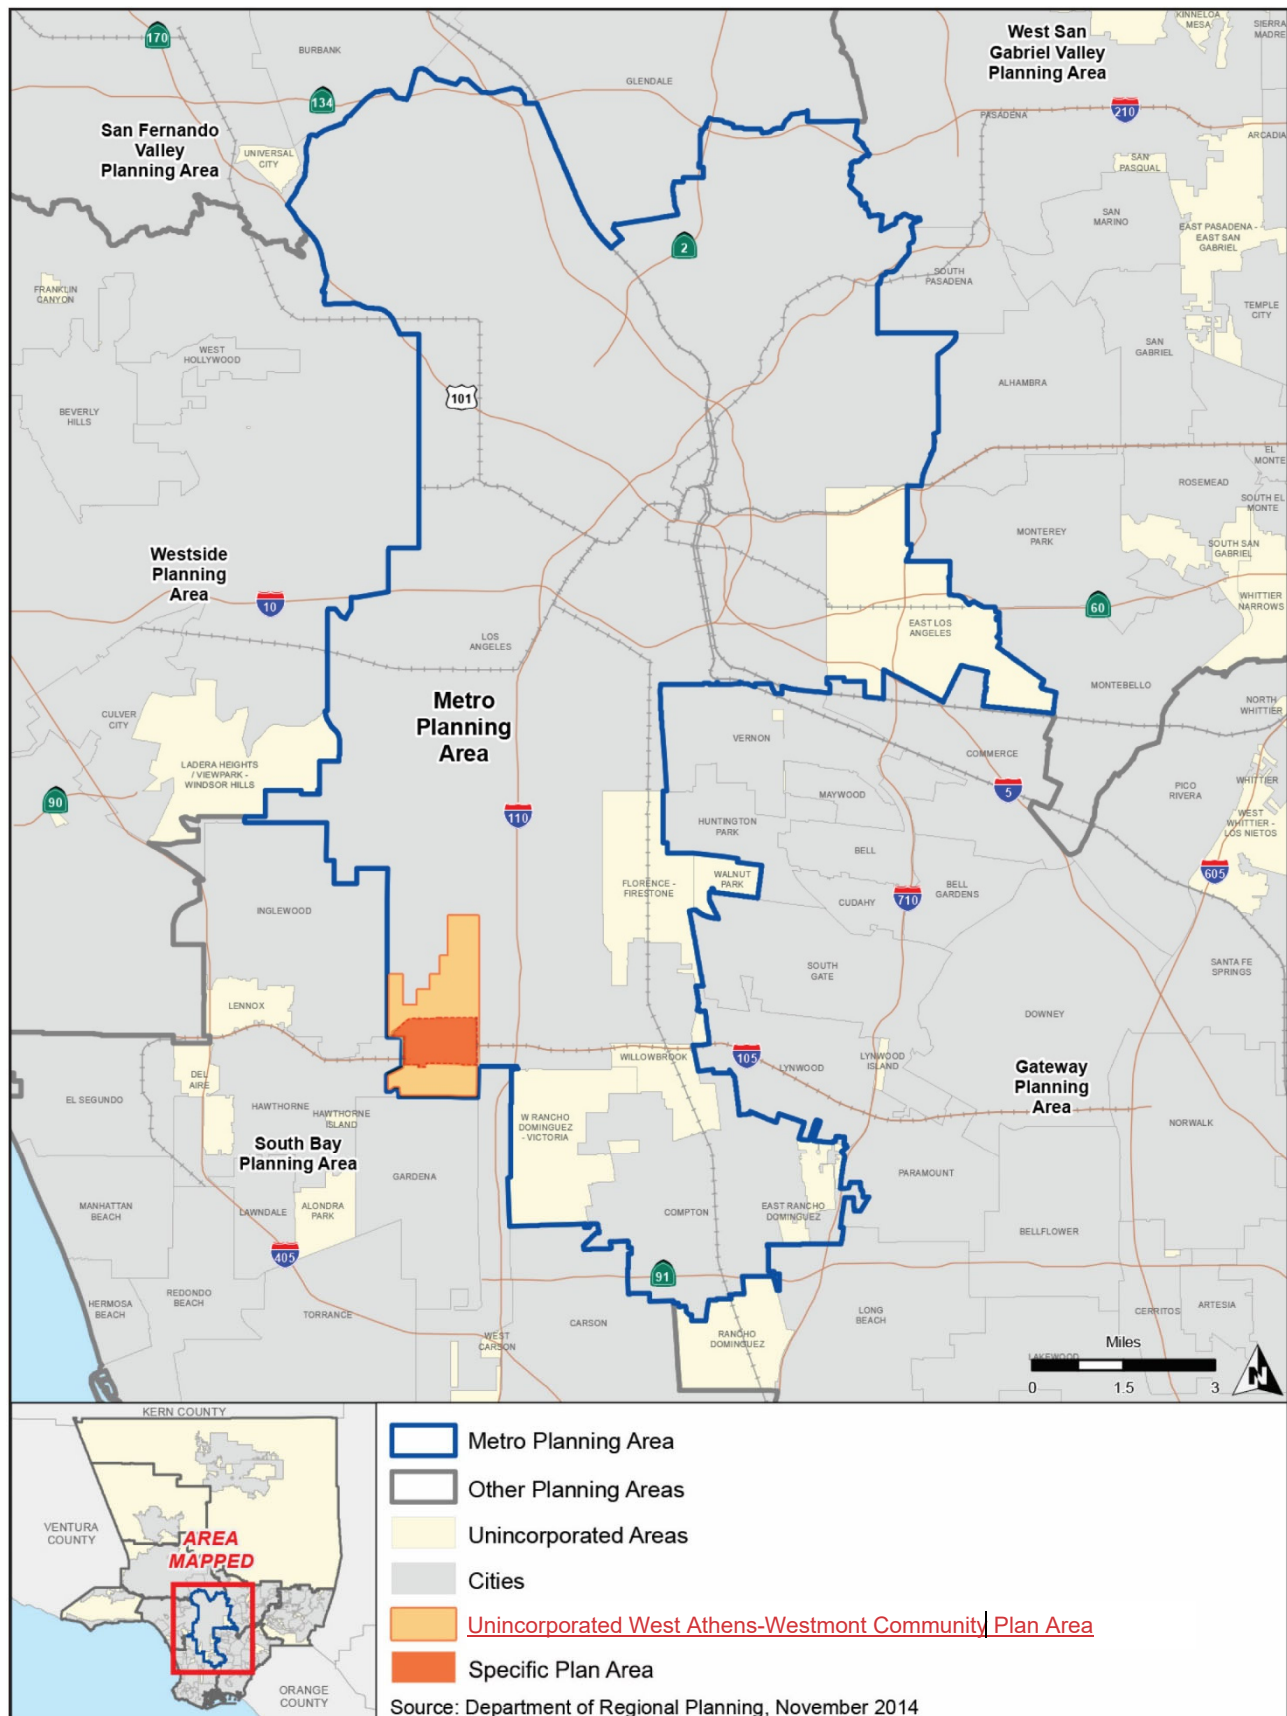 KINNELOA
MESA
SIERRA
MADRE
West San
Gabriel Valley
Planning Area
170
BURBANK
GLENDALE
134
210
PASADENA
San Fernando
Valley
Planning Area
ARCADIA
UNIVERSAL
CITY
SAN
PASQUAL
SAN
MARINO
EAST PASADENA -
EAST SAN
GABRIEL
2
SOUTH
PASADENA
FRANKLIN
CANYON
TEMPLE
CITY
WEST
HOLLYWOOD
SAN
GABRIEL
ALHAMBRA
101
BEVERLY
HILLS
EL
MONTE
ROSEMEAD
SOUTH EL
MONTE
MONTEREY
PARK
SOUTH SAN
GABRIEL
Westside
Planning
Area
10
WHITTIER
NARROWS
60
EAST LOS
ANGELES
LOS
ANGELES
MONTEBELLO
Metro
Planning
Area
NORTH
WHITTIER
CULVER
CITY
VERNON
COMMERCE
LADERA HEIGHTS
/ VIEWPARK -
WINDSOR HILLS
5
PICO
RIVERA
WHITTIER
90
MAYWOOD
110
HUNTINGTON
PARK
WEST
WHITTIER -
LOS NIETOS
BELL
605
FLORENCE -
FIRESTONE
WALNUT
PARK
BELL
GARDENS
CUDAHY
710
INGLEWOOD
SOUTH
GATE
SANTA FE
SPRINGS
LENNOX
DOWNEY
WILLOWBROOK
105
LYNWOOD
LYNWOOD
ISLAND
Gateway
Planning
Area
DEL
AIRE
EL SEGUNDO
HAWTHORNE
HAWTHORNE
ISLAND
W RANCHO
DOMINGUEZ
- VICTORIA
NORWALK
South Bay
Planning Area
GARDENA
PARAMOUNT
MANHATTAN
BEACH
LAWNDALE
ALONDRA
PARK
COMPTON
EAST RANCHO
DOMINGUEZ
BELLFLOWER
405
91
REDONDO
BEACH
HERMOSA
BEACH
TORRANCE
CARSON
LONG
BEACH
CERRITOS
ARTESIA
WEST
CARSON
RANCHO
DOMINGUEZ
LAKEWOOD
Miles
0 1.5 3
N
KERN COUNTY
VENTURA
COUNTY
AREA
MAPPED
ORANGE
COUNTY
Metro Planning Area
Other Planning Areas
Unincorporated Areas
Cities
Unincorporated West Athens-Westmont Community Plan Area
Specific Plan Area
Source: Department of Regional Planning, November 2014